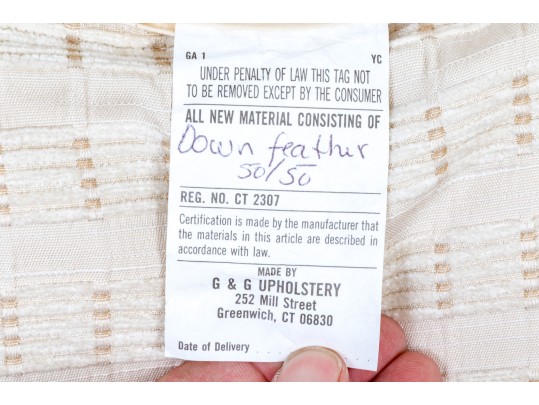 GA 1 YC
UNDER PENALTY OF LAW THIS TAG NOT
TO BE REMOVED EXCEPT BY THE CONSUMER
ALL NEW MATERIAL CONSISTING OF
Down feather
50/50
REG. NO. CT 2307
Certification is made by the manufacturer that
the materials in this article are described in
accordance with law.
MADE BY
G & G UPHOLSTERY
252 Mill Street
Greenwich, CT 06830
Date of Delivery